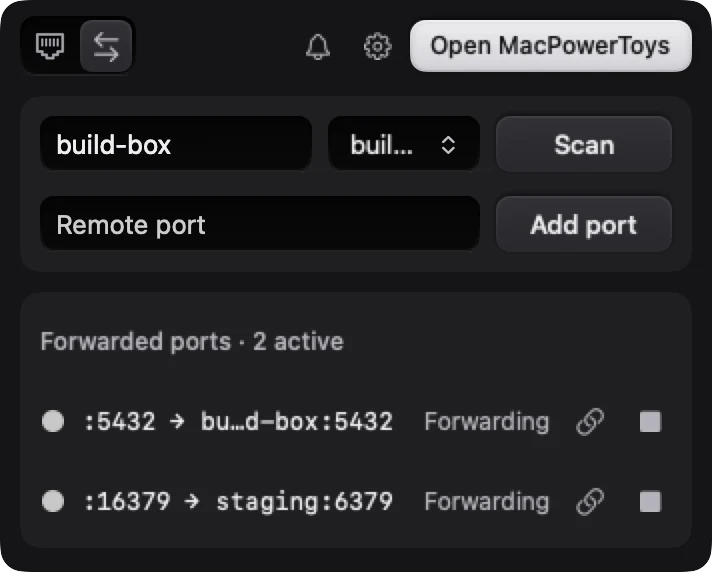 Open MacPowerToys
build-box buil... Scan
Remote port Add port
Forwarded ports · 2 active
:5432 → bu…d-box:5432 Forwarding
:16379 → staging:6379 Forwarding